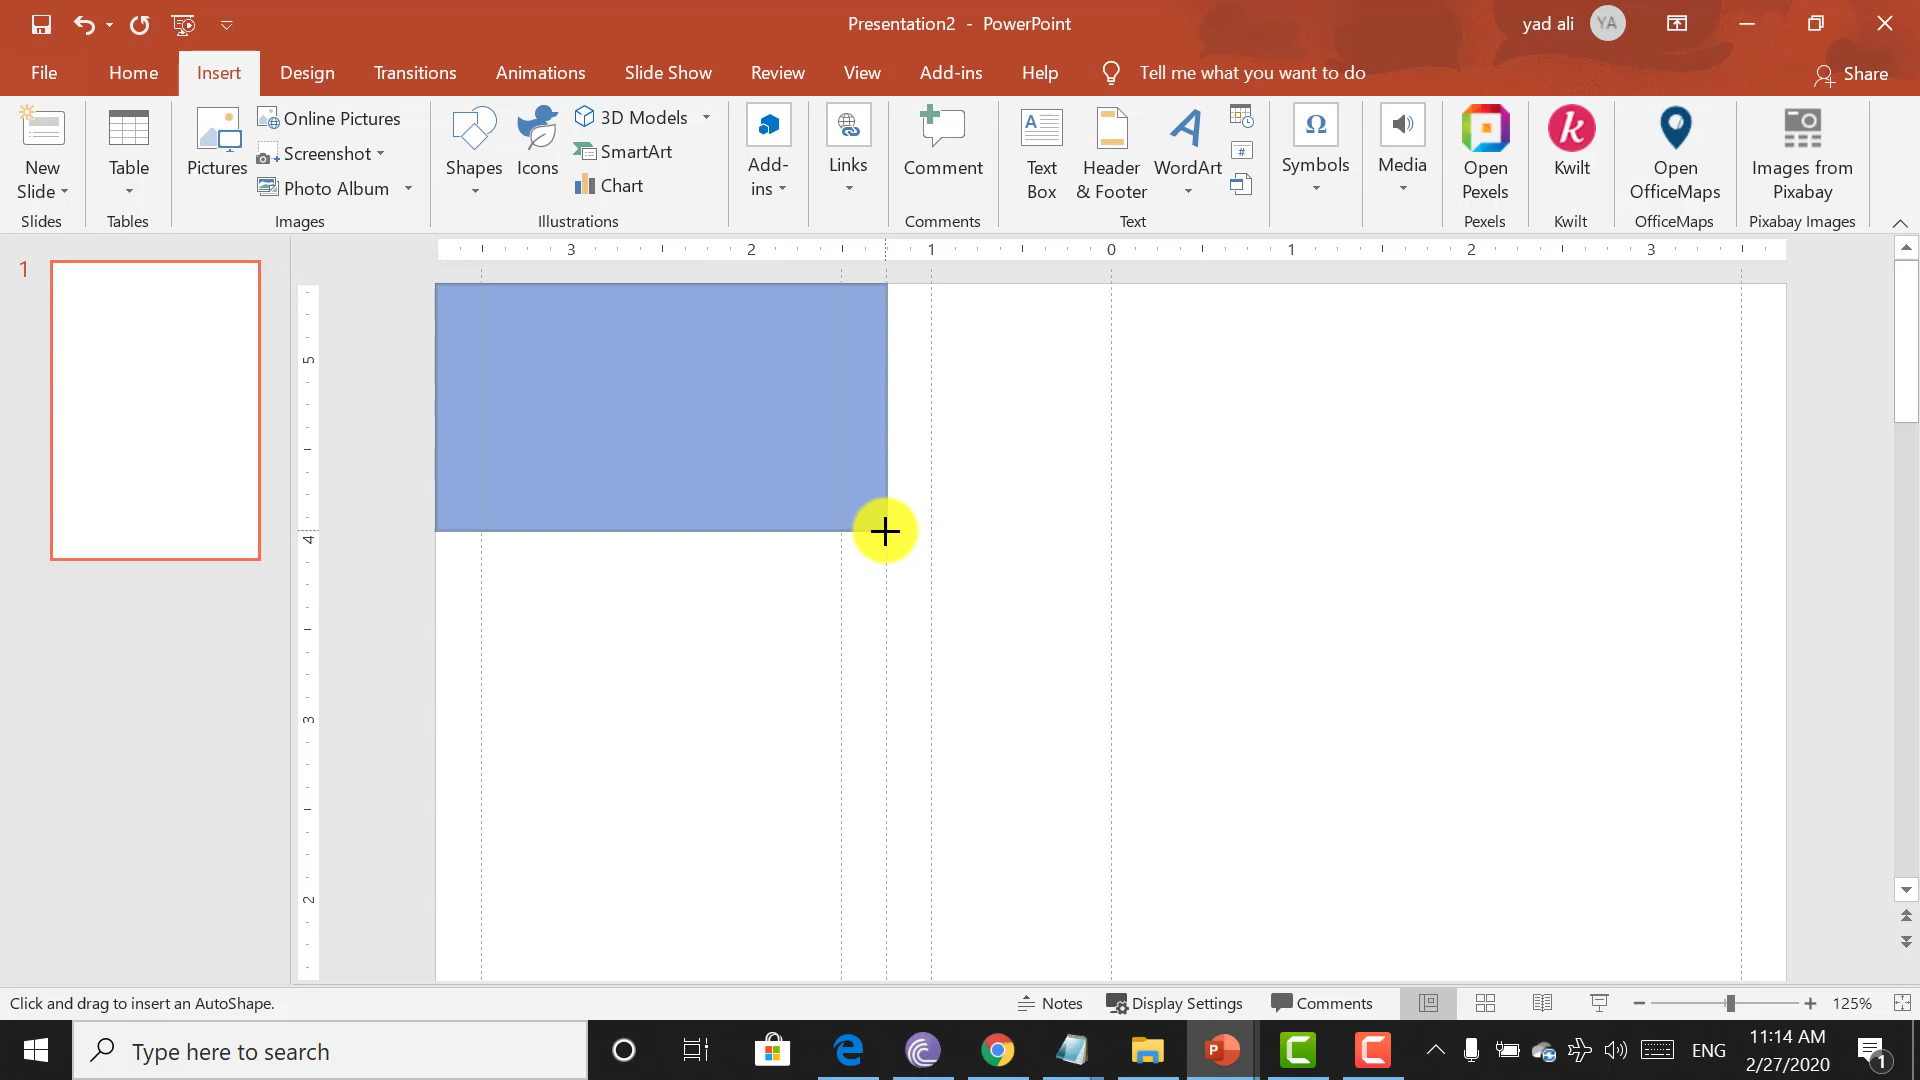 Presentation2 - PowerPoint
yad ali
YA
File Home Insert Design Transitions Animations Slide Show Review View Add-ins Help Tell me what you want to do Share
New Slide
Table
Pictures
Online Pictures
Screenshot
Photo Album
Shapes
Icons
3D Models
SmartArt
Chart
Add-ins
Links
Comment
Text Box
Header & Footer
WordArt
Symbols
Media
Open Pexels
Kwilt
Open OfficeMaps
Images from Pixabay
Slides Tables Images Illustrations Comments Text Pexels Kwilt OfficeMaps Pixabay Images
3 2 1 0 1 2 3
1
5
4
3
2
Click and drag to insert an AutoShape.
Notes Display Settings Comments 125%
Type here to search
ENG
11:14 AM
2/27/2020
1